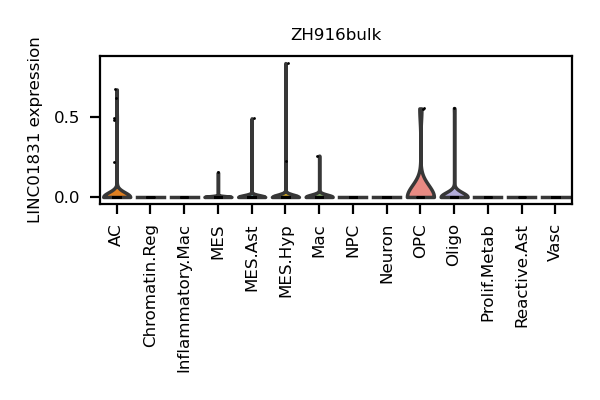 ZH916bulk
LINC01831 expression
0.5
0.0
AC
Chromatin.Reg
Inflammatory.Mac
MES
MES.Ast
MES.Hyp
Mac
NPC
Neuron
OPC
Oligo
Prolif.Metab
Reactive.Ast
Vasc